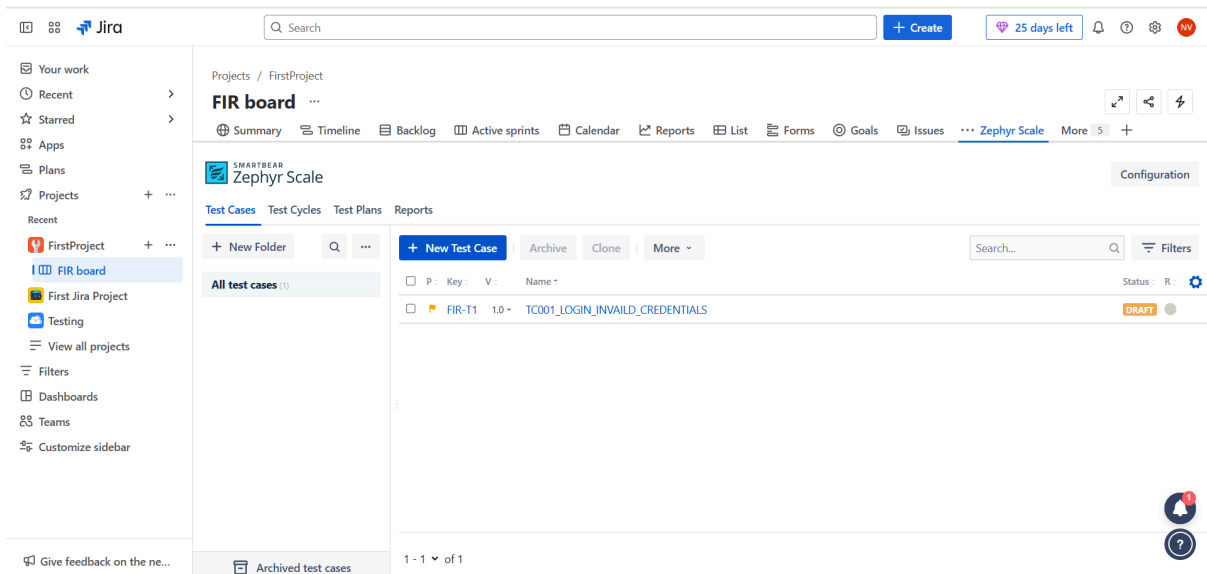 Jira
Search
+ Create
25 days left
NV
Your work
Recent
Starred
Apps
Plans
Projects
Recent
FirstProject
FIR board
First Jira Project
Testing
View all projects
Filters
Dashboards
Teams
Customize sidebar
Give feedback on the ne...
Projects / FirstProject
FIR board ...
Summary Timeline Backlog Active sprints Calendar Reports List Forms Goals Issues ... Zephyr Scale More 5 +
SMARTBEAR
Zephyr Scale
Configuration
Test Cases Test Cycles Test Plans Reports
+ New Folder ...
All test cases (1)
Archived test cases
+ New Test Case Archive Clone More Search... Filters
P Key V Name Status R
FIR-T1 1.0 TC001_LOGIN_INVAILD_CREDENTIALS DRAFT
1 - 1 of 1
1
?